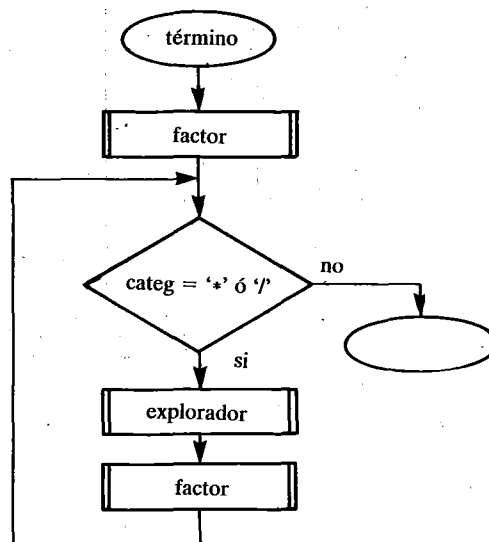 término
factor
categ = '*' ó '/'
no
si
explorador
factor